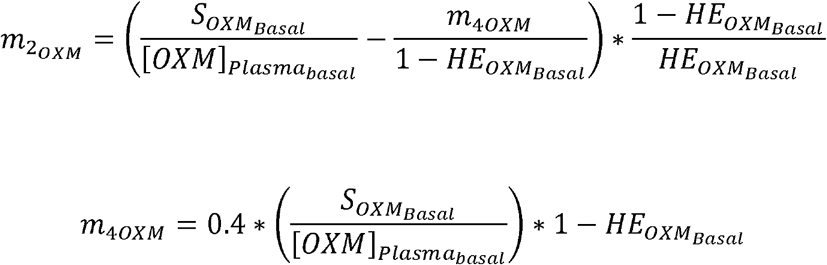 m_{2_{OXM}} = \left( \frac{S_{OXM_{Basal}}}{[OXM]_{Plasma_{basal}}} - \frac{m_{4OXM}}{1 - HE_{OXM_{Basal}}} \right) * \frac{1 - HE_{OXM_{Basal}}}{HE_{OXM_{Basal}}}
m_{4OXM} = 0.4 * \left( \frac{S_{OXM_{Basal}}}{[OXM]_{Plasma_{basal}}} \right) * 1 - HE_{OXM_{Basal}}